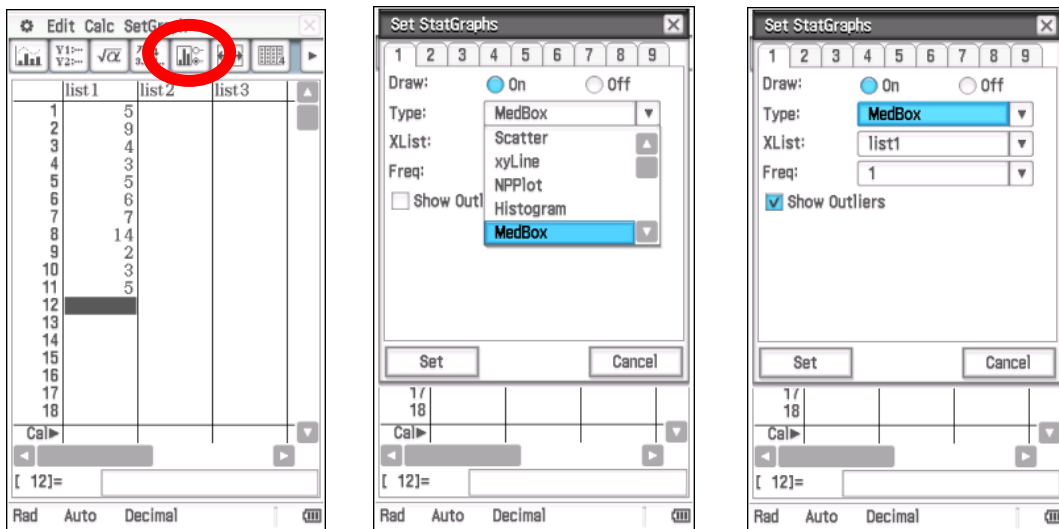 Edit Calc SetGraph
Y1:··· Y2:··· √α
list1 list2 list3
1 5
2 9
3 4
4 3
5 5
6 6
7 7
8 14
9 2
10 3
11 5
12
13
14
15
16
17
18
Cal▶
[ 12]=
Rad Auto Decimal
Set StatGraphs
1 2 3 4 5 6 7 8 9
Draw: On Off
Type: MedBox
Scatter
XList:
xyLine
Freq:
NPPlot
Show Outl
Histogram
MedBox
Set Cancel
17
18
Cal▶
[ 12]=
Rad Auto Decimal
Set StatGraphs
1 2 3 4 5 6 7 8 9
Draw: On Off
Type: MedBox
XList: list1
Freq: 1
Show Outliers
Set Cancel
17
18
Cal▶
[ 12]=
Rad Auto Decimal